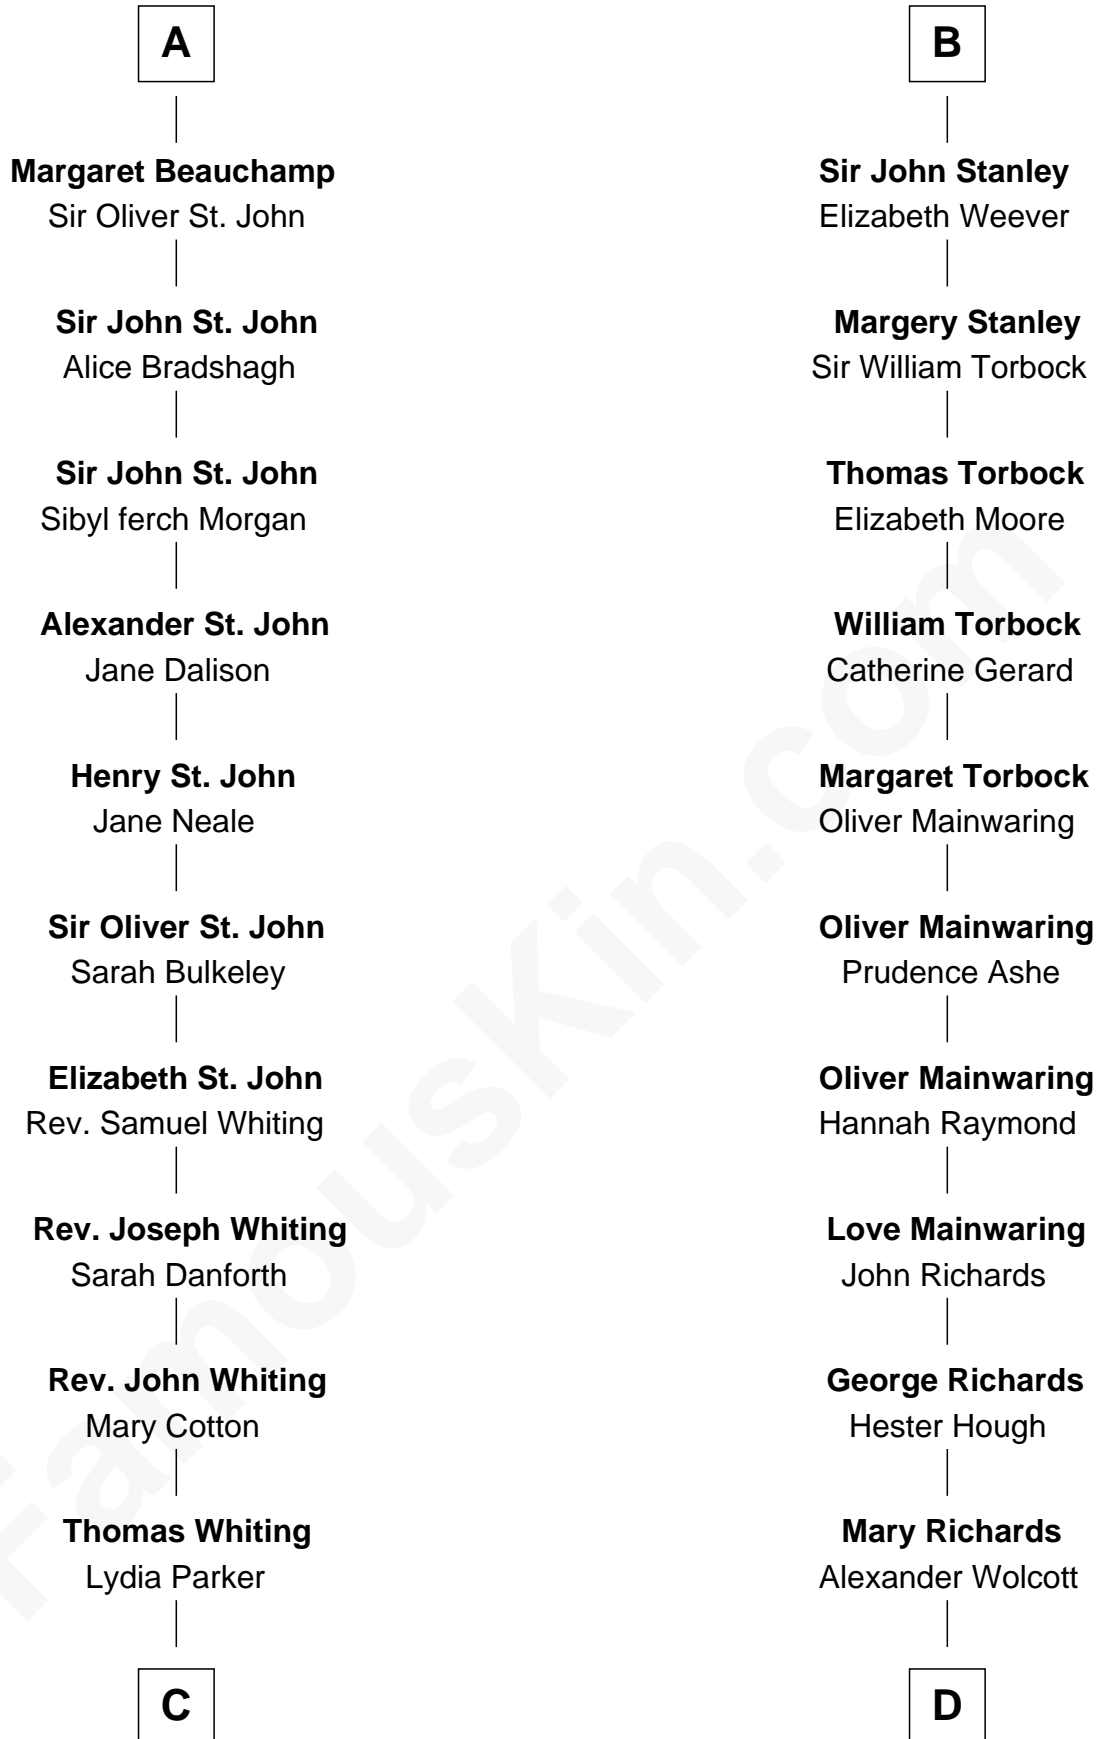 A
Margaret Beauchamp
Sir Oliver St. John
Sir John St. John
Alice Bradshagh
Sir John St. John
Sibyl ferch Morgan
Alexander St. John
Jane Dalison
Henry St. John
Jane Neale
Sir Oliver St. John
Sarah Bulkeley
Elizabeth St. John
Rev. Samuel Whiting
Rev. Joseph Whiting
Sarah Danforth
Rev. John Whiting
Mary Cotton
Thomas Whiting
Lydia Parker
C
B
Sir John Stanley
Elizabeth Weever
Margery Stanley
Sir William Torbock
Thomas Torbock
Elizabeth Moore
William Torbock
Catherine Gerard
Margaret Torbock
Oliver Mainwaring
Oliver Mainwaring
Prudence Ashe
Oliver Mainwaring
Hannah Raymond
Love Mainwaring
John Richards
George Richards
Hester Hough
Mary Richards
Alexander Wolcott
D
FamousKin.com